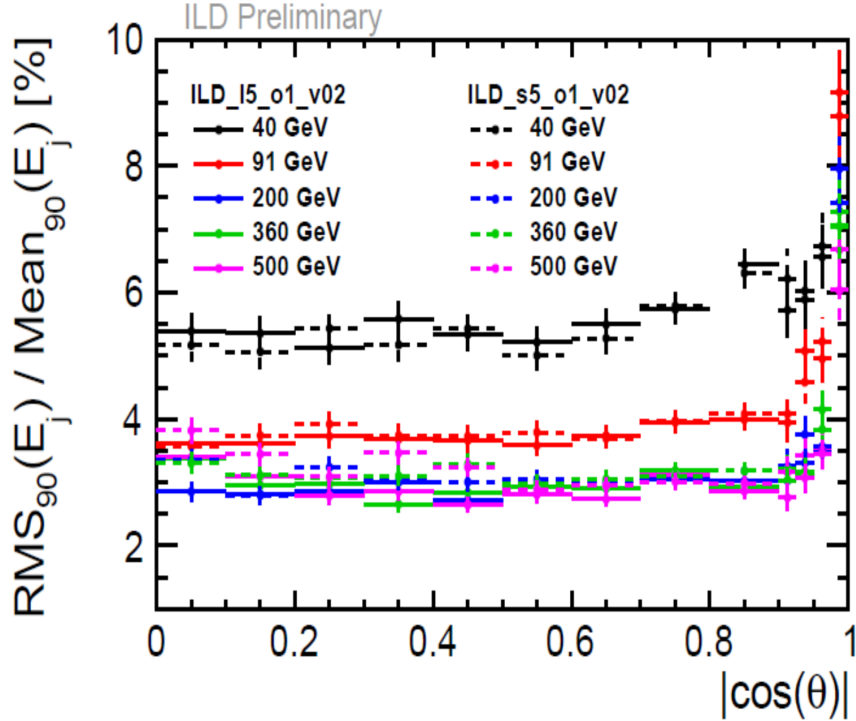 ILD Preliminary
RMS90(Ej) / Mean90(Ej) [%]
10
8
6
4
2
ILD_l5_o1_v02
40 GeV
91 GeV
200 GeV
360 GeV
500 GeV
ILD_s5_o1_v02
40 GeV
91 GeV
200 GeV
360 GeV
500 GeV
0 0.2 0.4 0.6 0.8 1
|cos(θ)|